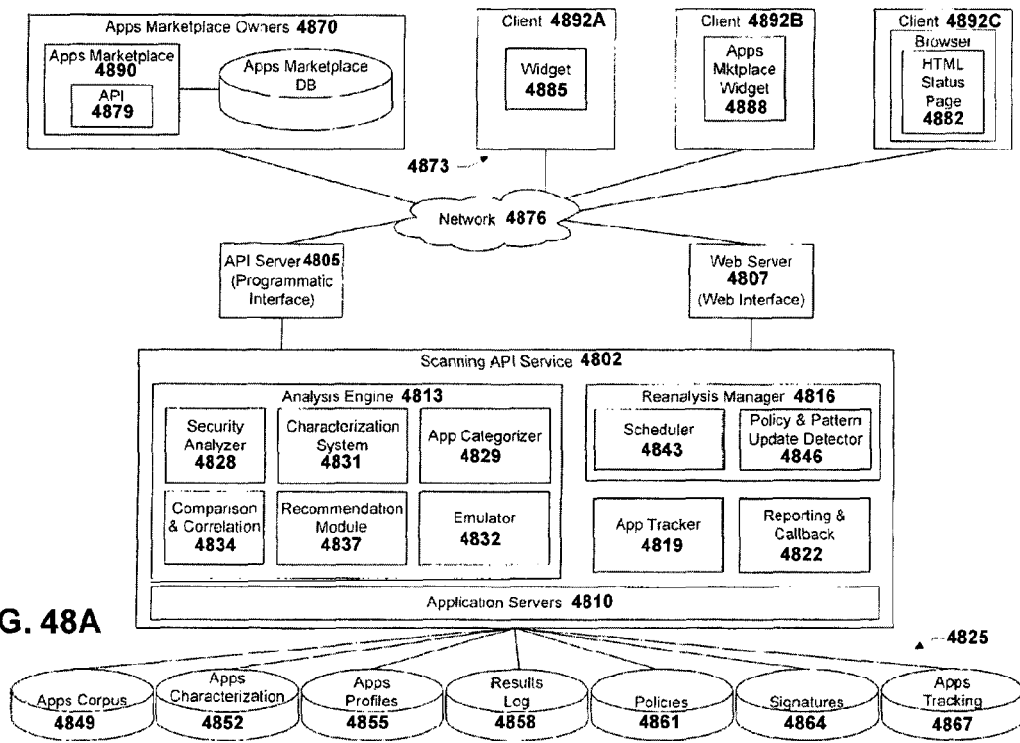 Apps Marketplace Owners 4870
Apps Marketplace
4890
API
4879
Apps Marketplace
DB
Client 4892A
Widget
4885
Client 4892B
Apps
Mktplace
Widget
4888
Client 4892C
Browser
HTML
Status
Page
4882
4873
Network 4876
API Server 4805
(Programmatic
Interface)
Web Server
4807
(Web Interface)
Scanning API Service 4802
Analysis Engine 4813
Security
Analyzer
4828
Characterization
System
4831
App Categorizer
4829
Comparison
& Correlation
4834
Recommendation
Module
4837
Emulator
4832
Reanalysis Manager 4816
Scheduler
4843
Policy & Pattern
Update Detector
4846
App Tracker
4819
Reporting &
Callback
4822
Application Servers 4810
G. 48A
4825
Apps Corpus
4849
Apps
Characterization
4852
Apps
Profiles
4855
Results
Log
4858
Policies
4861
Signatures
4864
Apps
Tracking
4867